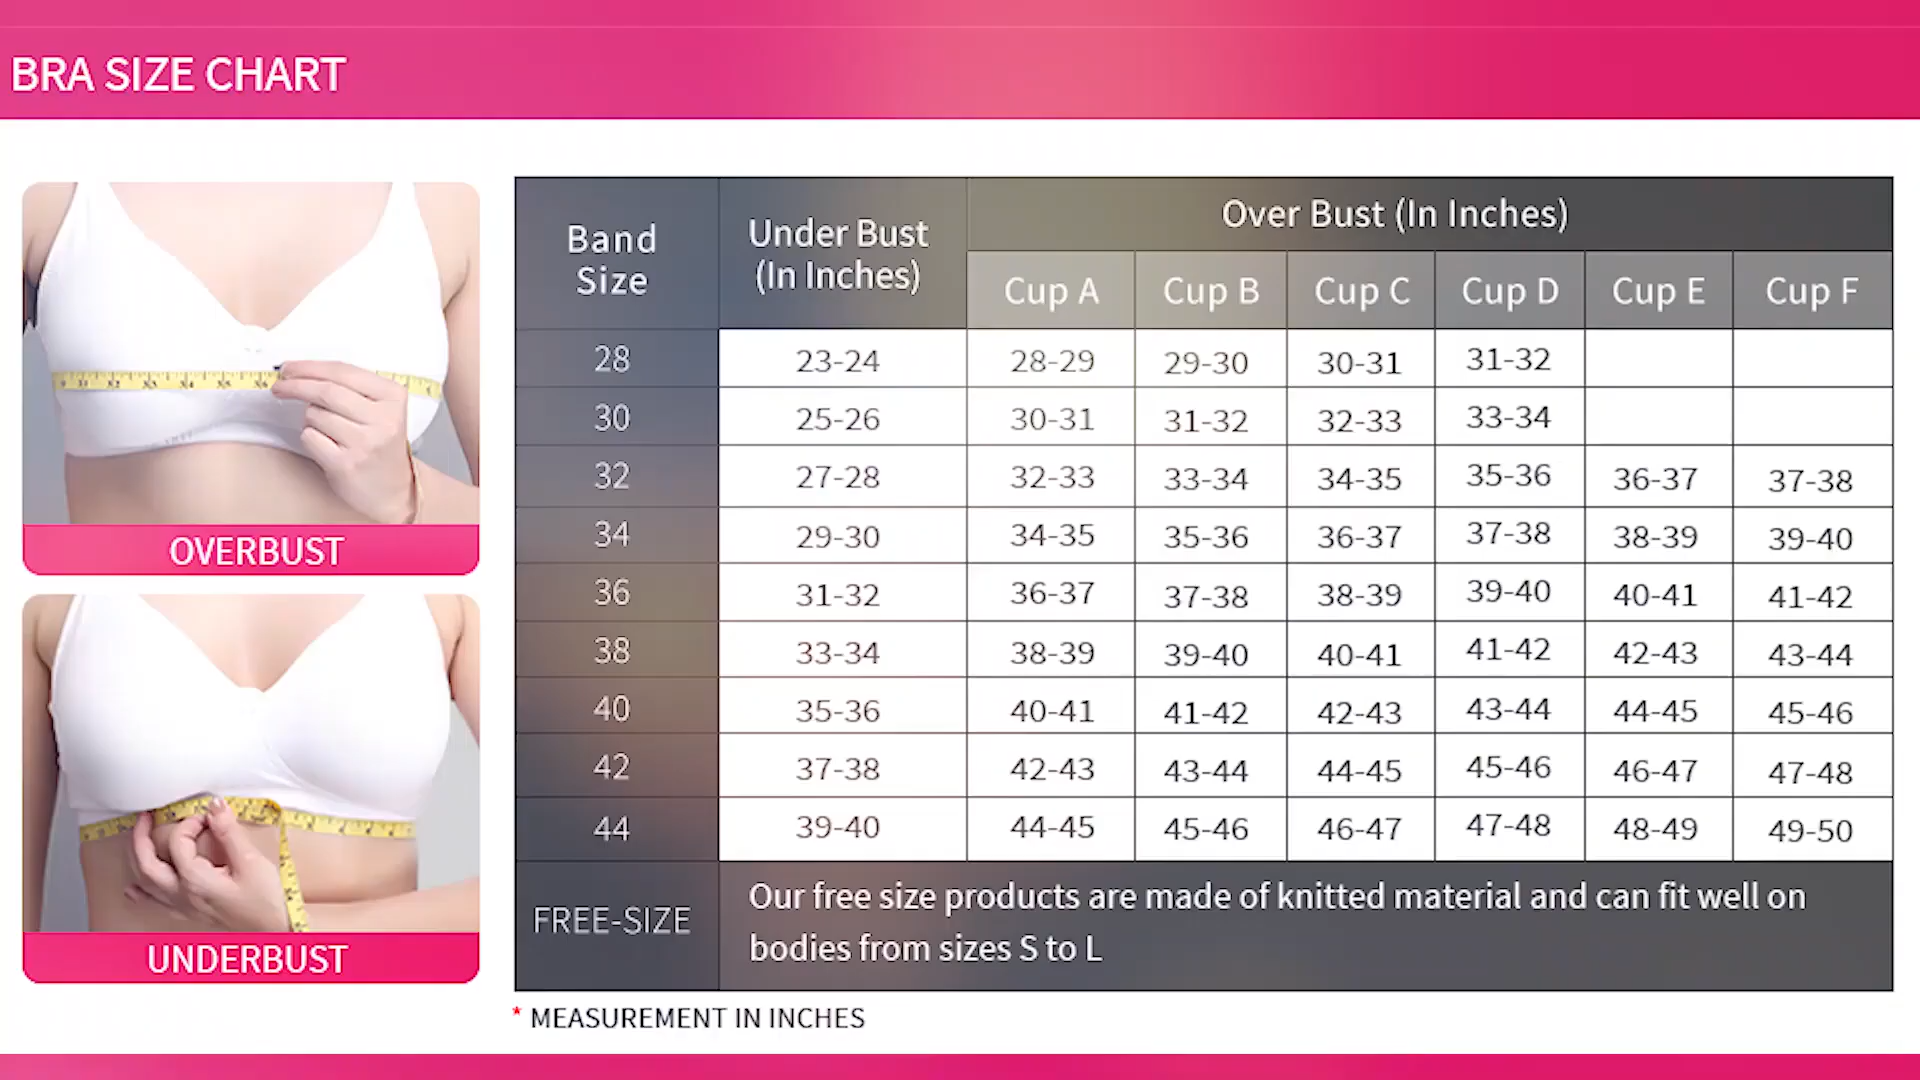 BRA SIZE CHART
OVERBUST
UNDERBUST
Band Size
Under Bust (In Inches)
Over Bust (In Inches)
Cup A Cup B Cup C Cup D Cup E Cup F
28 23-24 28-29 29-30 30-31 31-32
30 25-26 30-31 31-32 32-33 33-34
32 27-28 32-33 33-34 34-35 35-36 36-37 37-38
34 29-30 34-35 35-36 36-37 37-38 38-39 39-40
36 31-32 36-37 37-38 38-39 39-40 40-41 41-42
38 33-34 38-39 39-40 40-41 41-42 42-43 43-44
40 35-36 40-41 41-42 42-43 43-44 44-45 45-46
42 37-38 42-43 43-44 44-45 45-46 46-47 47-48
44 39-40 44-45 45-46 46-47 47-48 48-49 49-50
FREE-SIZE
Our free size products are made of knitted material and can fit well on
bodies from sizes S to L
* MEASUREMENT IN INCHES